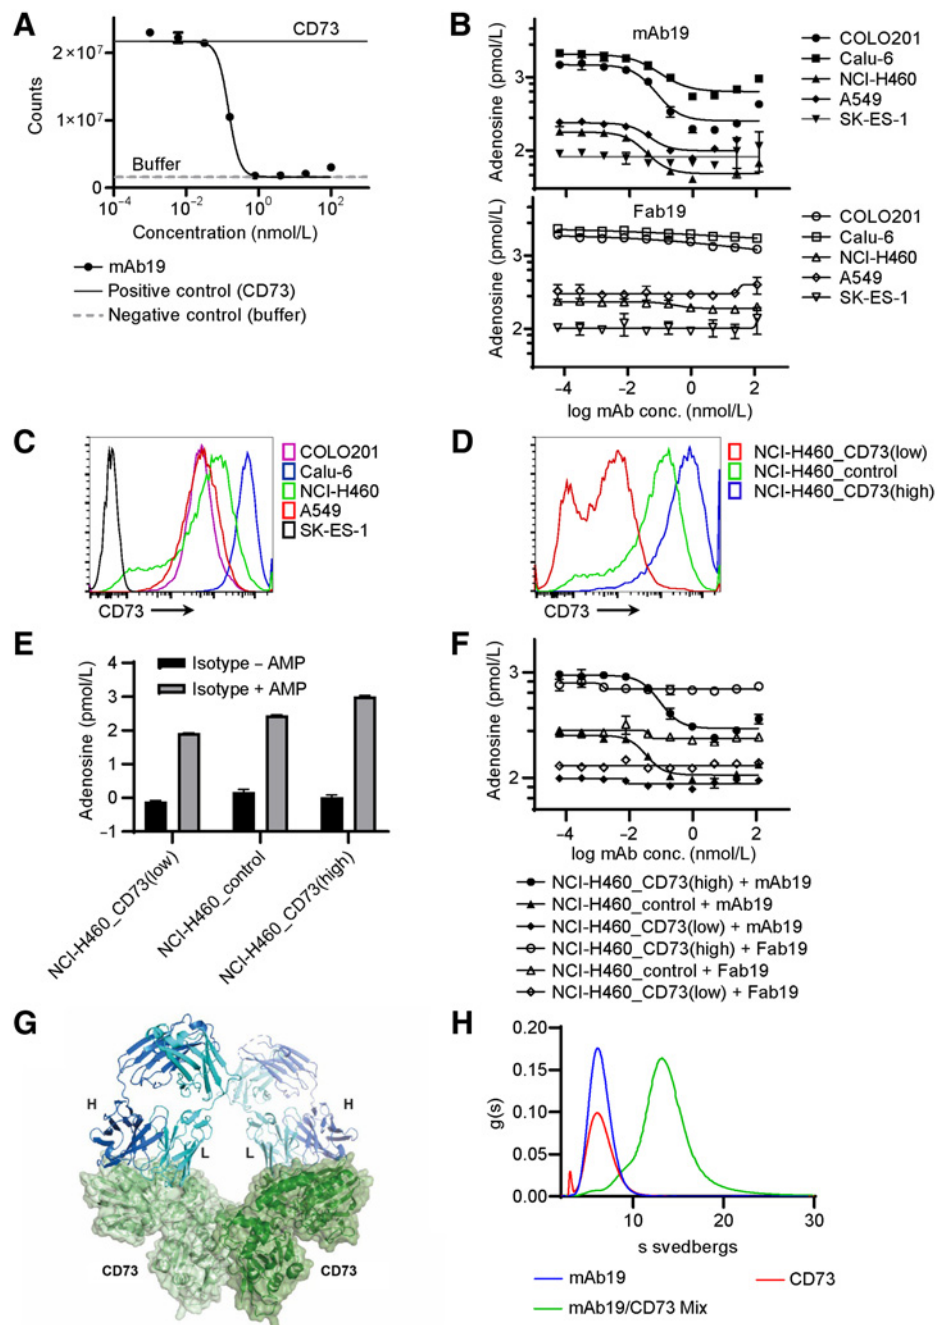 A
CD73
2×10⁷
1×10⁷
0
Counts
Buffer
10⁻⁴
10⁻²
10⁰
10²
Concentration (nmol/L)
mAb19
Positive control (CD73)
Negative control (buffer)
B
mAb19
Adenosine (pmol/L)
3
2
COLO201
Calu-6
NCI-H460
A549
SK-ES-1
Fab19
Adenosine (pmol/L)
3
2
COLO201
Calu-6
NCI-H460
A549
SK-ES-1
−4
−2
0
2
log mAb conc. (nmol/L)
C
COLO201
Calu-6
NCI-H460
A549
SK-ES-1
CD73
D
NCI-H460_CD73(low)
NCI-H460_control
NCI-H460_CD73(high)
CD73
E
Adenosine (pmol/L)
4
3
2
1
0
−1
Isotype – AMP
Isotype + AMP
NCI-H460_CD73(low)
NCI-H460_control
NCI-H460_CD73(high)
F
Adenosine (pmol/L)
3
2
−4
−2
0
2
log mAb conc. (nmol/L)
NCI-H460_CD73(high) + mAb19
NCI-H460_control + mAb19
NCI-H460_CD73(low) + mAb19
NCI-H460_CD73(high) + Fab19
NCI-H460_control + Fab19
NCI-H460_CD73(low) + Fab19
G
H
H
L
L
CD73
CD73
H
g(s)
0.20
0.15
0.10
0.05
0.00
10
20
30
s svedbergs
mAb19
CD73
mAb19/CD73 Mix